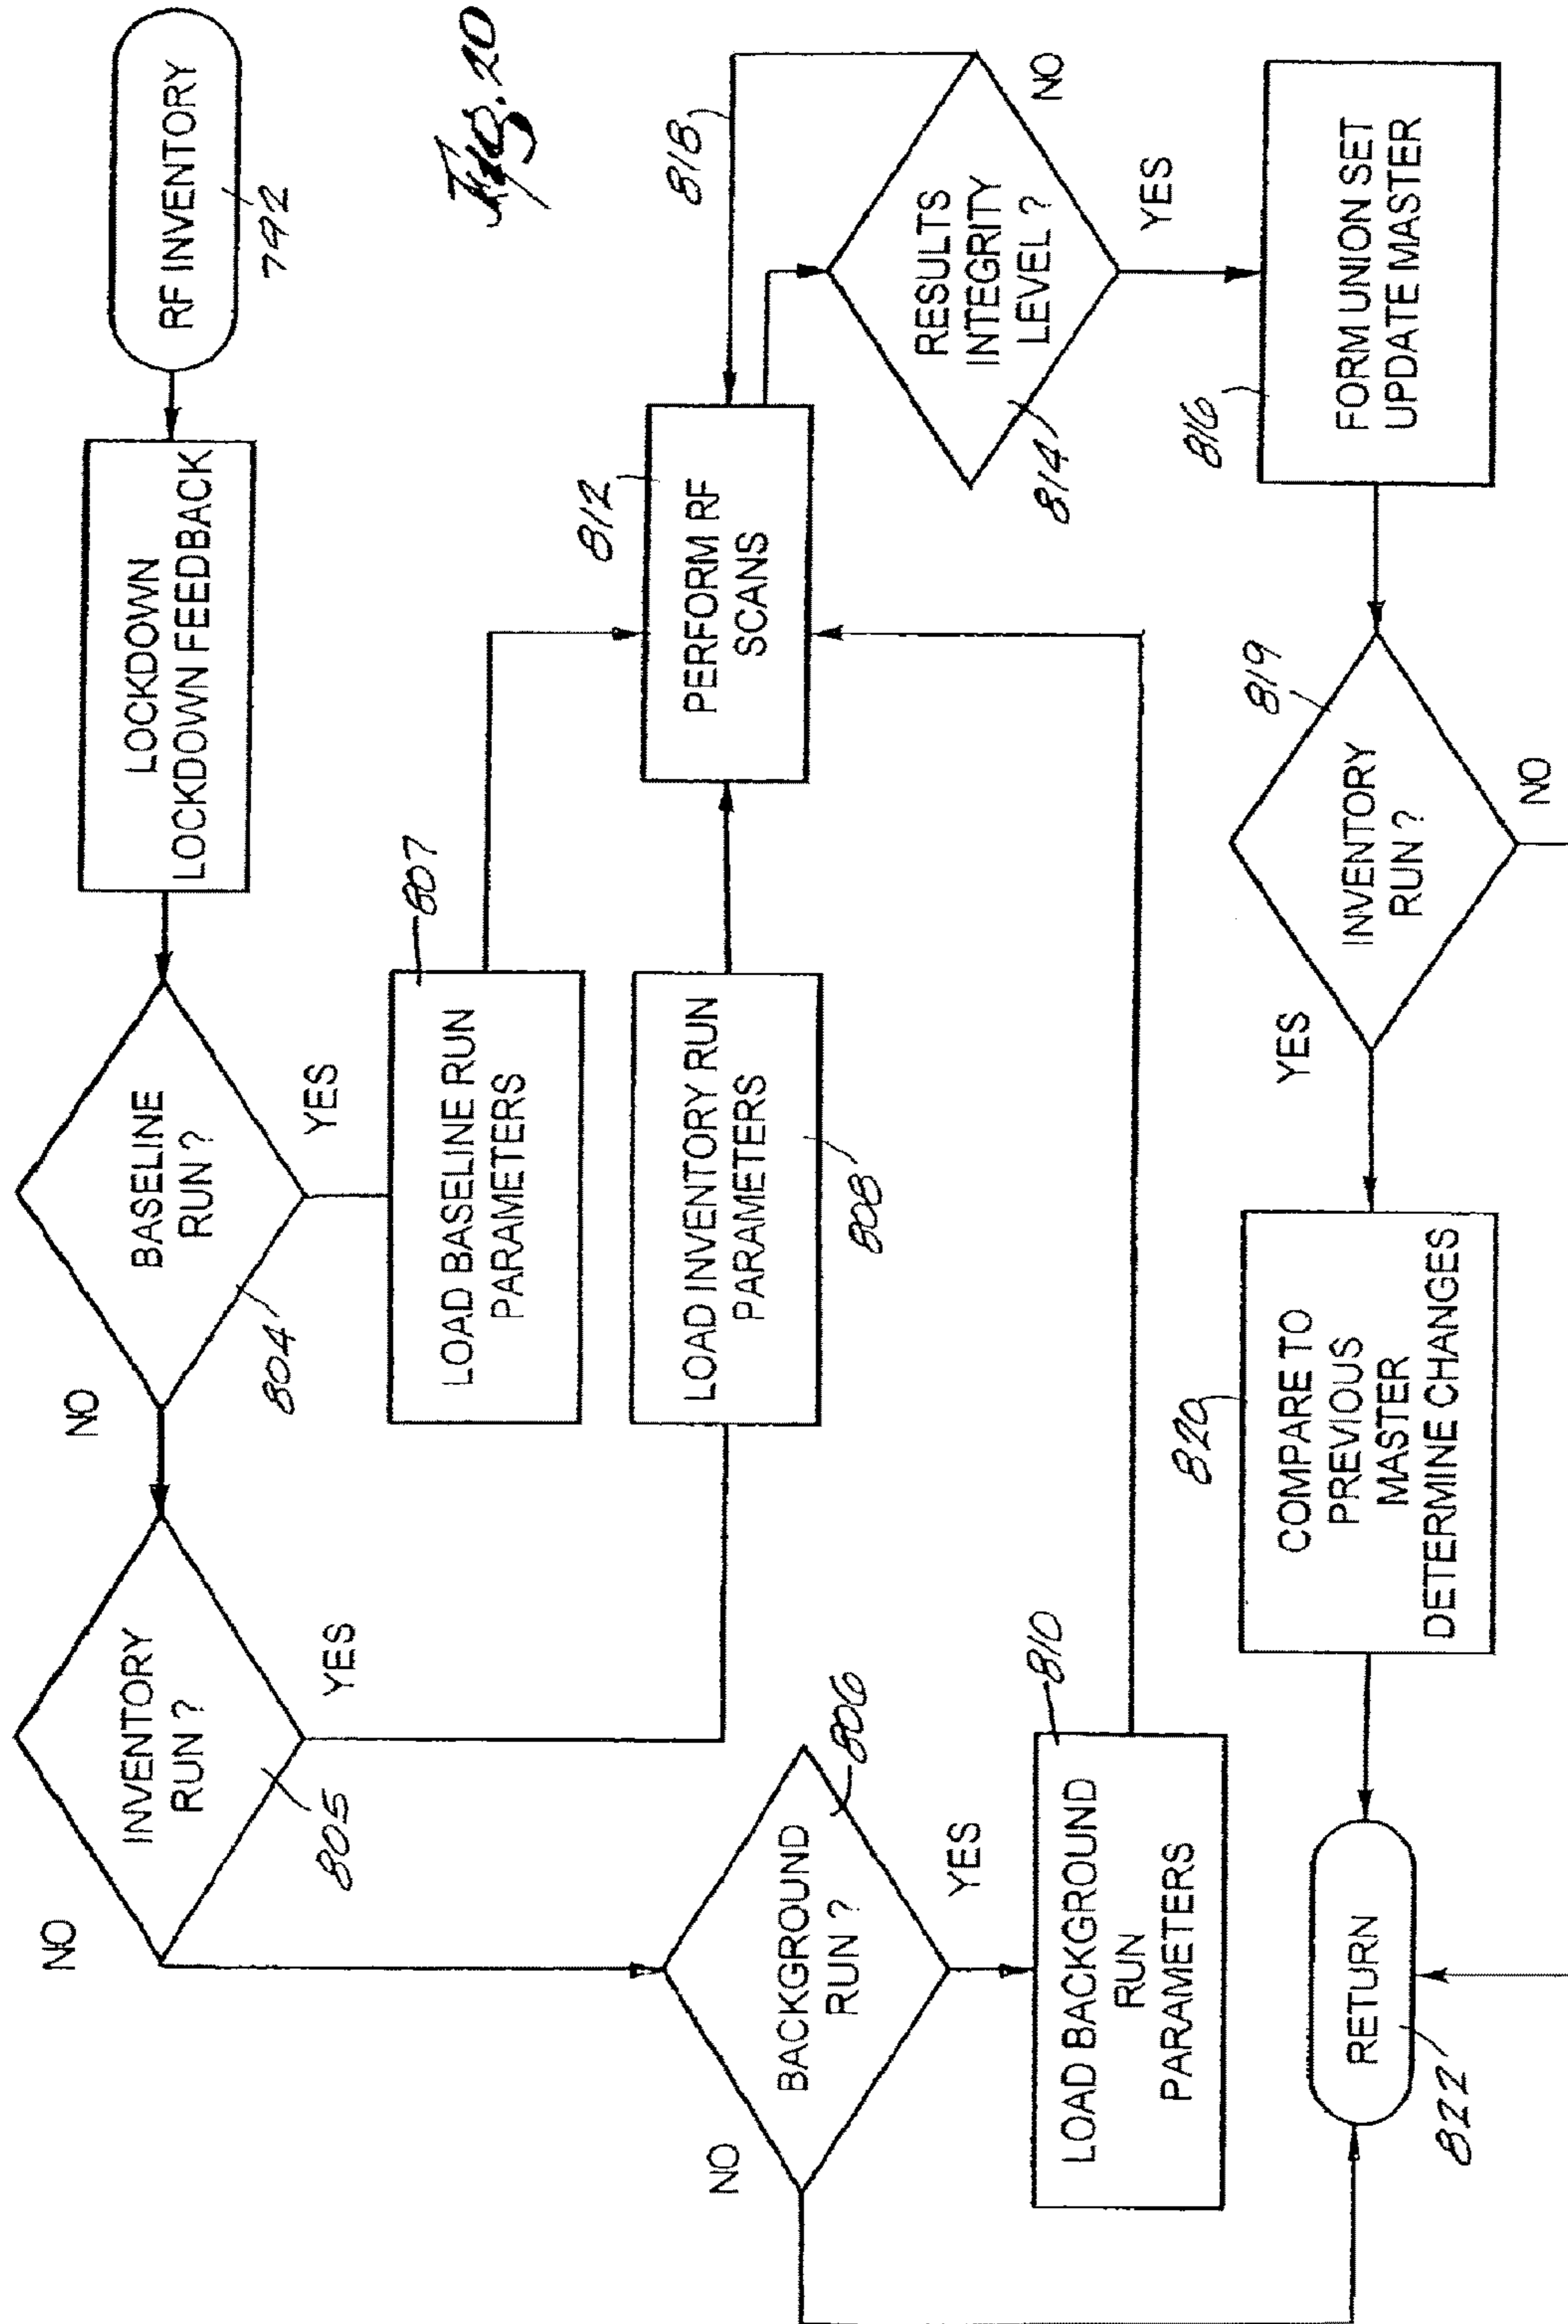 RF INVENTORY
792
Fig. 20
LOCKDOWN
LOCKDOWN FEEDBACK
BASELINE
RUN ?
804
NO
YES
807
LOAD BASELINE RUN
PARAMETERS
INVENTORY
RUN ?
805
NO
YES
LOAD INVENTORY RUN
PARAMETERS
808
BACKGROUND
RUN ?
806
NO
YES
810
LOAD BACKGROUND
RUN
PARAMETERS
812
PERFORM RF
SCANS
818
RESULTS
INTEGRITY
LEVEL ?
814
NO
YES
816
FORM UNION SET
UPDATE MASTER
819
INVENTORY
RUN ?
YES
NO
820
COMPARE TO
PREVIOUS
MASTER
DETERMINE CHANGES
RETURN
822